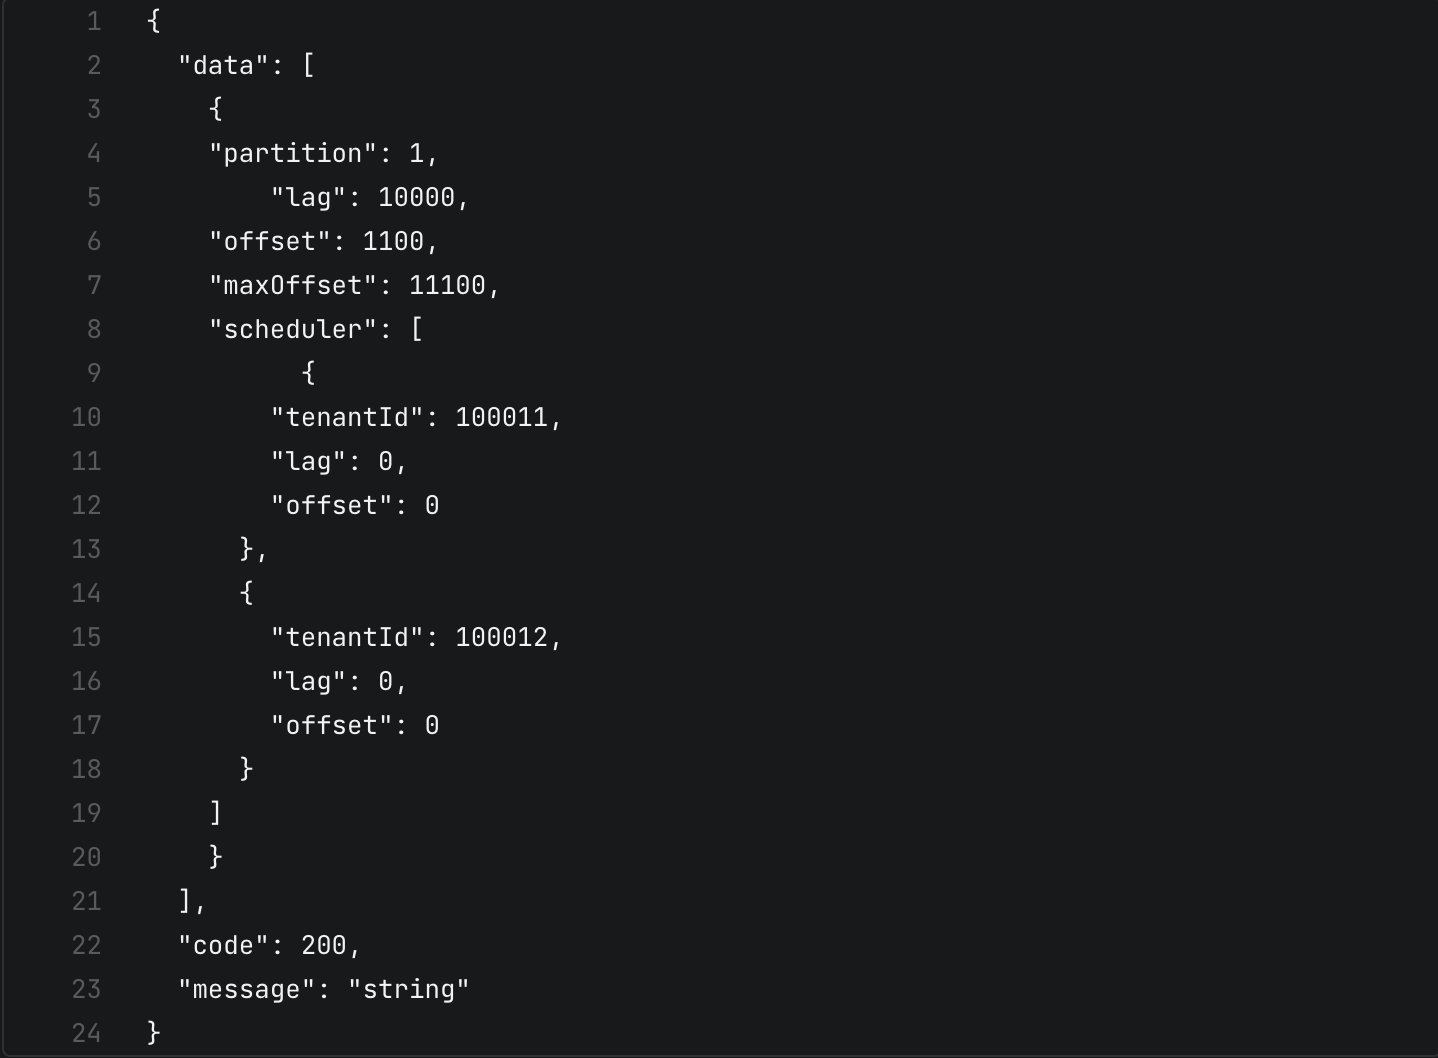 1 {
2 "data": [
3 {
4 "partition": 1,
5 "lag": 10000,
6 "offset": 1100,
7 "maxOffset": 11100,
8 "scheduler": [
9 {
10 "tenantId": 100011,
11 "lag": 0,
12 "offset": 0
13 },
14 {
15 "tenantId": 100012,
16 "lag": 0,
17 "offset": 0
18 }
19 ]
20 }
21 ],
22 "code": 200,
23 "message": "string"
24 }